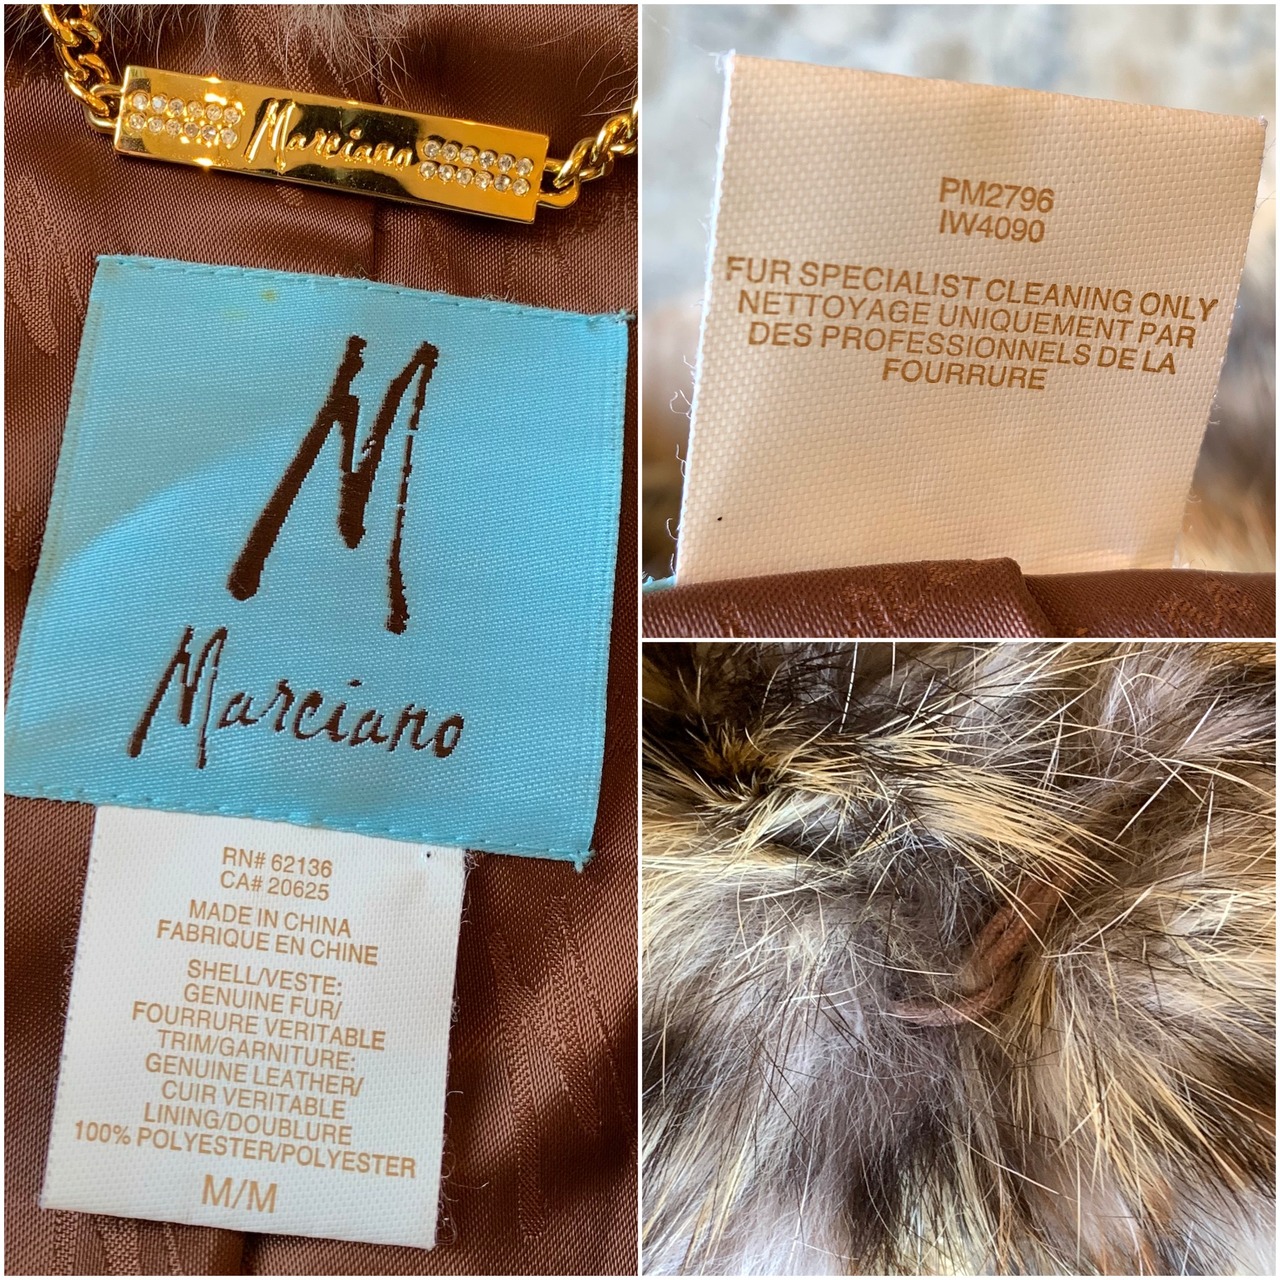 Marciano
M
Marciano
RN# 62136
CA# 20625
MADE IN CHINA
FABRIQUE EN CHINE
SHELL/VESTE:
GENUINE FUR/
FOURRURE VERITABLE
TRIM/GARNITURE:
GENUINE LEATHER/
CUIR VERITABLE
LINING/DOUBLURE
100% POLYESTER/POLYESTER
M/M
PM2796
IW4090
FUR SPECIALIST CLEANING ONLY
NETTOYAGE UNIQUEMENT PAR
DES PROFESSIONNELS DE LA
FOURRURE